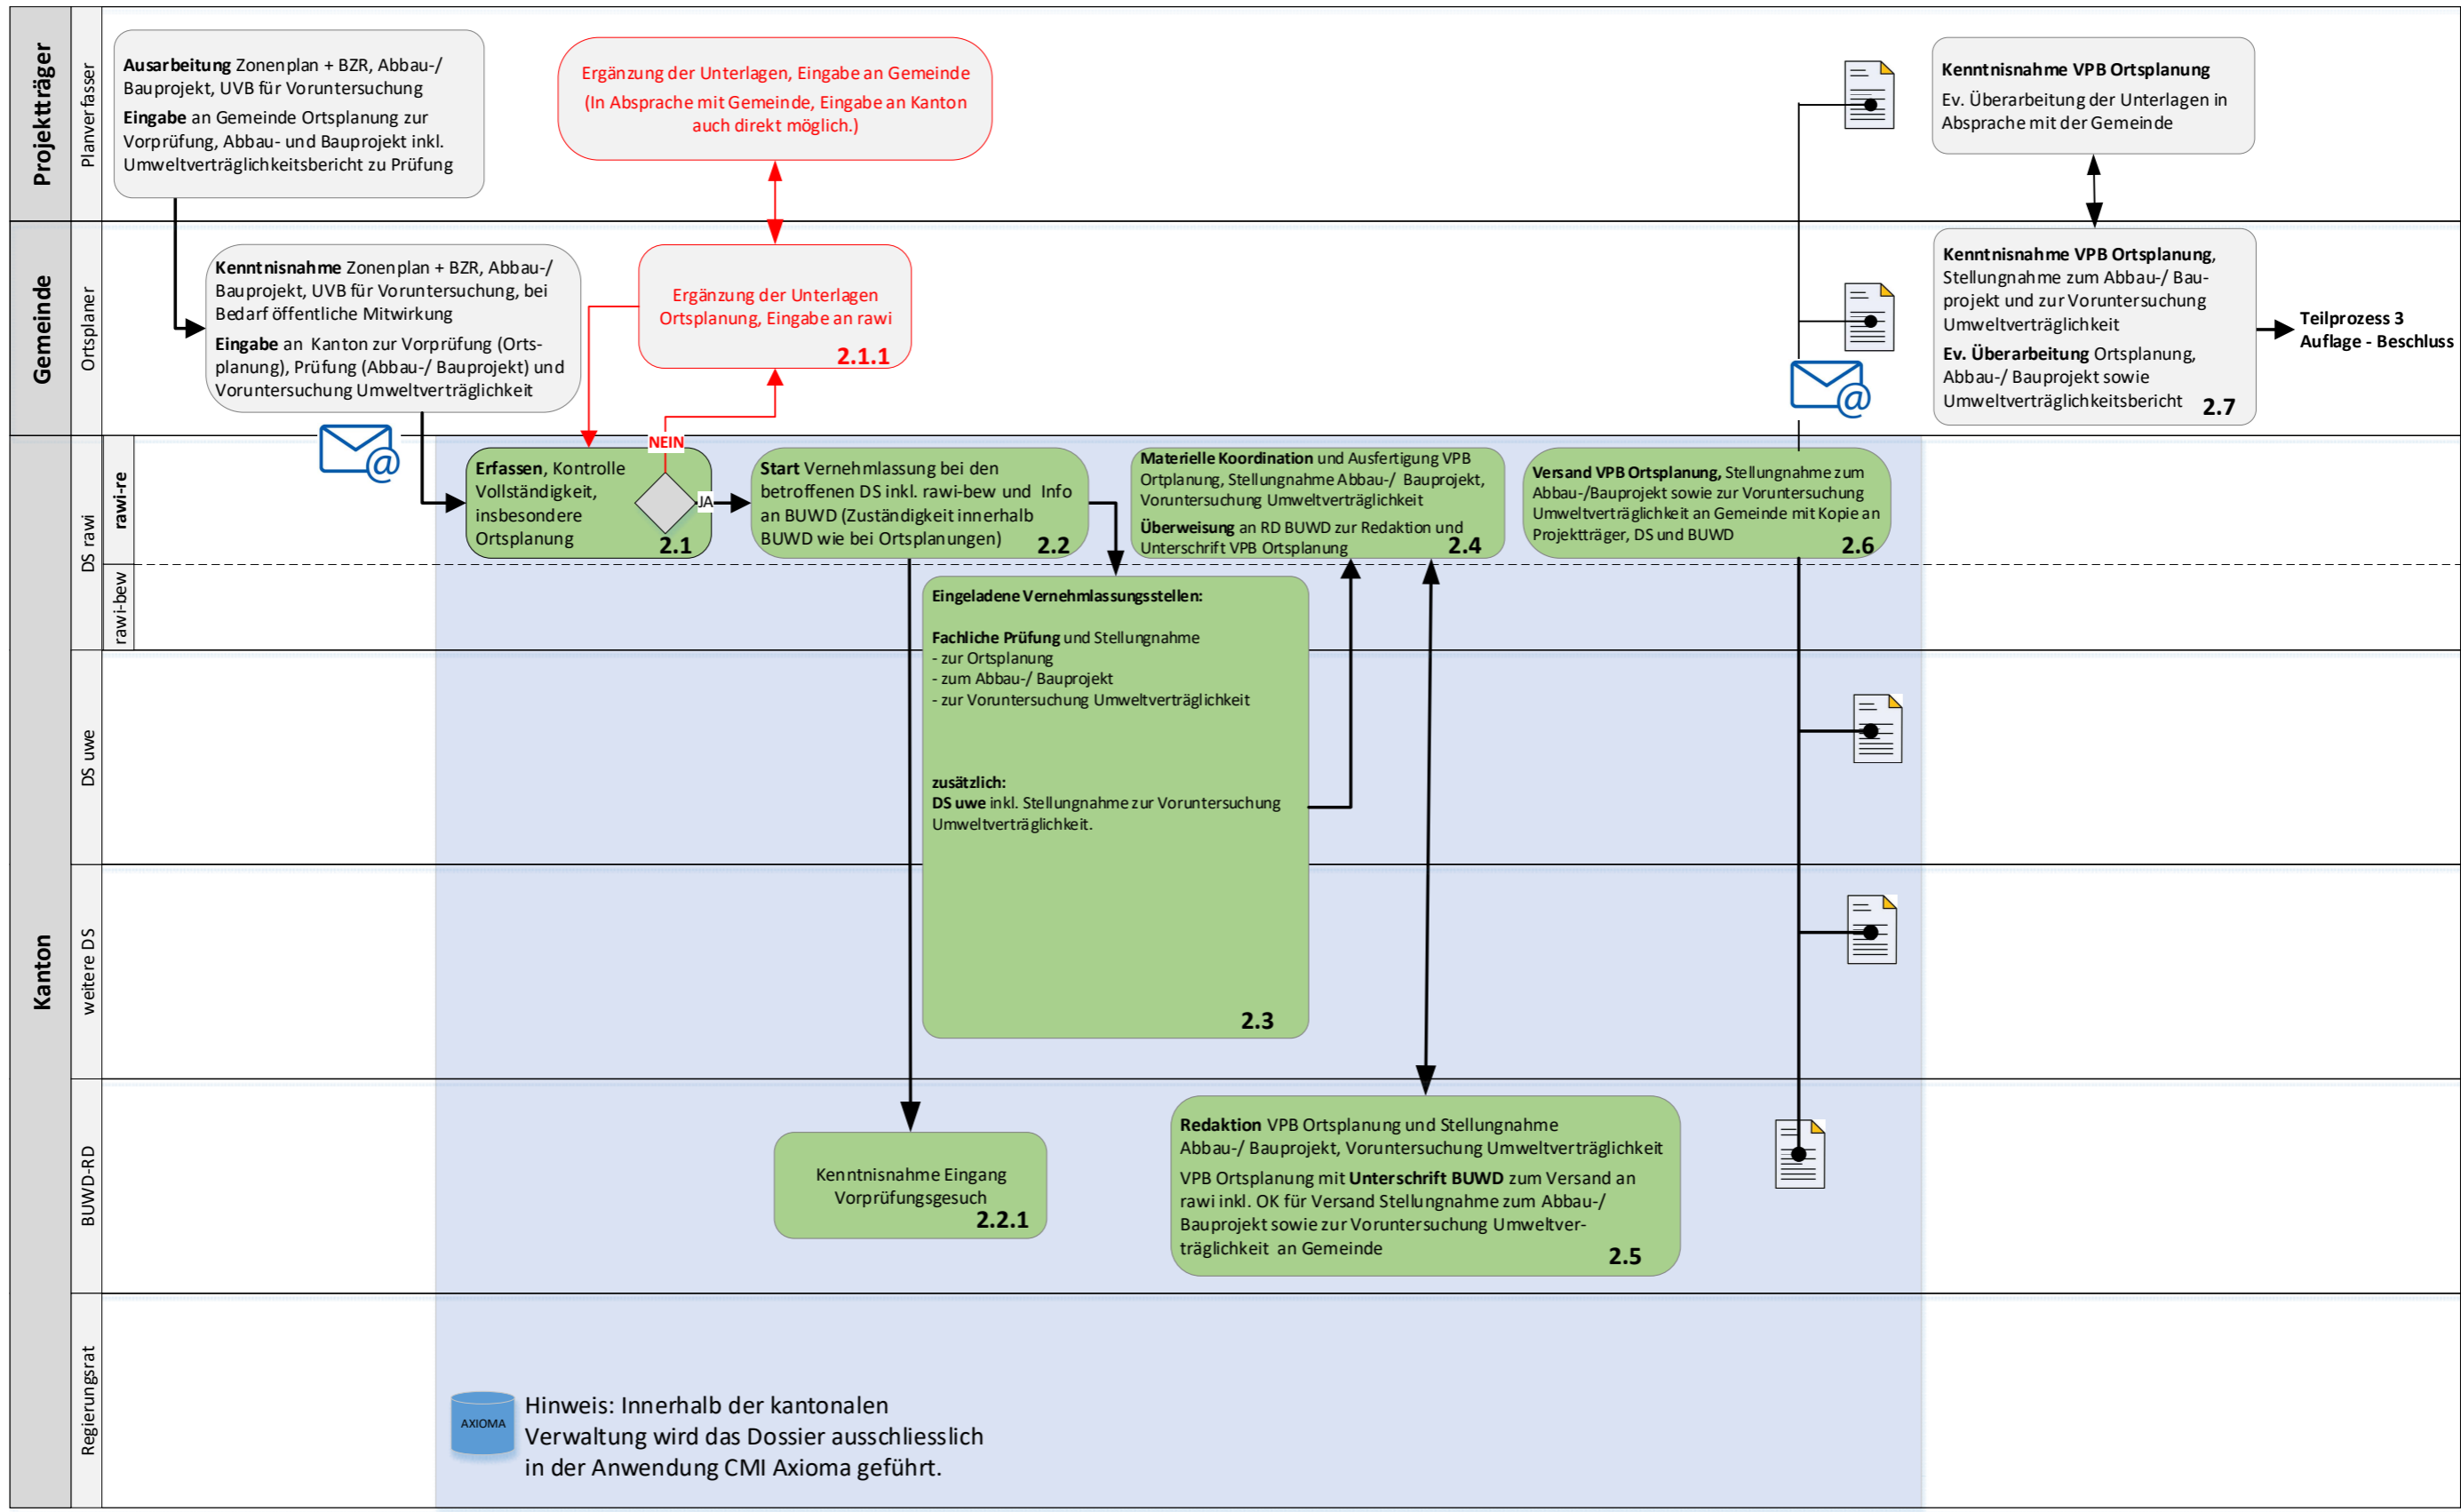 Projektträger
Planverfasser
Ausarbeitung Zonenplan + BZR, Abbau-/
Bauprojekt, UVB für Voruntersuchung
Eingabe an Gemeinde Ortsplanung zur
Vorprüfung, Abbau- und Bauprojekt inkl.
Umweltverträglichkeitsbericht zu Prüfung
Ergänzung der Unterlagen, Eingabe an Gemeinde
(In Absprache mit Gemeinde, Eingabe an Kanton
auch direkt möglich.)
Kenntnisnahme VPB Ortsplanung
Ev. Überarbeitung der Unterlagen in
Absprache mit der Gemeinde
Gemeinde
Ortsplaner
Kenntnisnahme Zonenplan + BZR, Abbau-/
Bauprojekt, UVB für Voruntersuchung, bei
Bedarf öffentliche Mitwirkung
Eingabe an Kanton zur Vorprüfung (Orts-
planung), Prüfung (Abbau-/ Bauprojekt) und
Voruntersuchung Umweltverträglichkeit
Ergänzung der Unterlagen
Ortsplanung, Eingabe an rawi
2.1.1
Kenntnisnahme VPB Ortsplanung,
Stellungnahme zum Abbau-/ Bau-
projekt und zur Voruntersuchung
Umweltverträglichkeit
Ev. Überarbeitung Ortsplanung,
Abbau-/ Bauprojekt sowie
Umweltverträglichkeitsbericht
2.7
Teilprozess 3
Auflage - Beschluss
@
@
Kanton
DS rawi
rawi-re
rawi-bew
NEIN
Erfassen, Kontrolle
Vollständigkeit,
insbesondere
Ortsplanung
2.1
JA
Start Vernehmlassung bei den
betroffenen DS inkl. rawi-bew und Info
an BUWD (Zuständigkeit innerhalb
BUWD wie bei Ortsplanungen)
2.2
Materielle Koordination und Ausfertigung VPB
Ortplanung, Stellungnahme Abbau-/ Bauprojekt,
Voruntersuchung Umweltverträglichkeit
Überweisung an RD BUWD zur Redaktion und
Unterschrift VPB Ortsplanung
2.4
Versand VPB Ortsplanung, Stellungnahme zum
Abbau-/Bauprojekt sowie zur Voruntersuchung
Umweltverträglichkeit an Gemeinde mit Kopie an
Projektträger, DS und BUWD
2.6
Eingeladene Vernehmlassungsstellen:
Fachliche Prüfung und Stellungnahme
- zur Ortsplanung
- zum Abbau-/ Bauprojekt
- zur Voruntersuchung Umweltverträglichkeit
zusätzlich:
DS uwe inkl. Stellungnahme zur Voruntersuchung
Umweltverträglichkeit.
2.3
DS uwe
weitere DS
BUWD-RD
Kenntnisnahme Eingang
Vorprüfungsgesuch
2.2.1
Redaktion VPB Ortsplanung und Stellungnahme
Abbau-/ Bauprojekt, Voruntersuchung Umweltverträglichkeit
VPB Ortsplanung mit Unterschrift BUWD zum Versand an
rawi inkl. OK für Versand Stellungnahme zum Abbau-/
Bauprojekt sowie zur Voruntersuchung Umweltver-
träglichkeit an Gemeinde
2.5
Regierungsrat
AXIOMA
Hinweis: Innerhalb der kantonalen
Verwaltung wird das Dossier ausschliesslich
in der Anwendung CMI Axioma geführt.